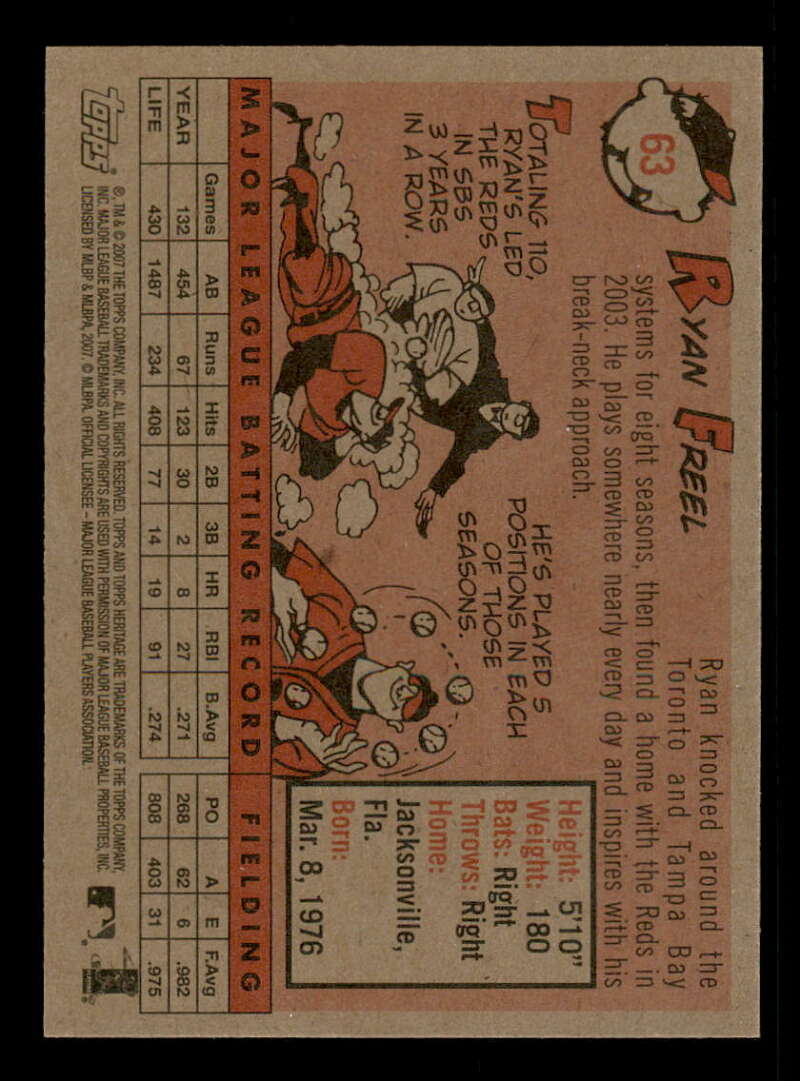 63
RYAN FREEL
Ryan knocked around the
Toronto and Tampa Bay
systems for eight seasons, then found a home with the Reds in
2003. He plays somewhere nearly every day and inspires with his
break-neck approach.
TOTALING 110,
RYAN'S LED
THE REDS
IN SBS
3 YEARS
IN A ROW.
HE'S PLAYED 5
POSITIONS IN EACH
OF THOSE
SEASONS.
Height: 5'10"
Weight: 180
Bats: Right
Throws: Right
Home:
Jacksonville,
Fla.
Born:
Mar. 8, 1976
MAJOR LEAGUE BATTING RECORD FIELDING
Games AB Runs Hits 2B 3B HR RBI B.Avg PO A E F.Avg
YEAR 132 454 67 123 30 2 8 27 .271 268 62 6 .982
LIFE 430 1487 234 408 77 14 19 91 .274 808 403 31 .975
TOPPS
®, TM & © 2007 THE TOPPS COMPANY, INC. ALL RIGHTS RESERVED. TOPPS AND TOPPS HERITAGE ARE TRADEMARKS OF THE TOPPS COMPANY,
INC. MAJOR LEAGUE BASEBALL TRADEMARKS AND COPYRIGHTS ARE USED WITH PERMISSION OF MAJOR LEAGUE BASEBALL PROPERTIES, INC.
LICENSED BY MLBP & MLBPA, 2007. © MLBPA. OFFICIAL LICENSEE – MAJOR LEAGUE BASEBALL PLAYERS ASSOCIATION.